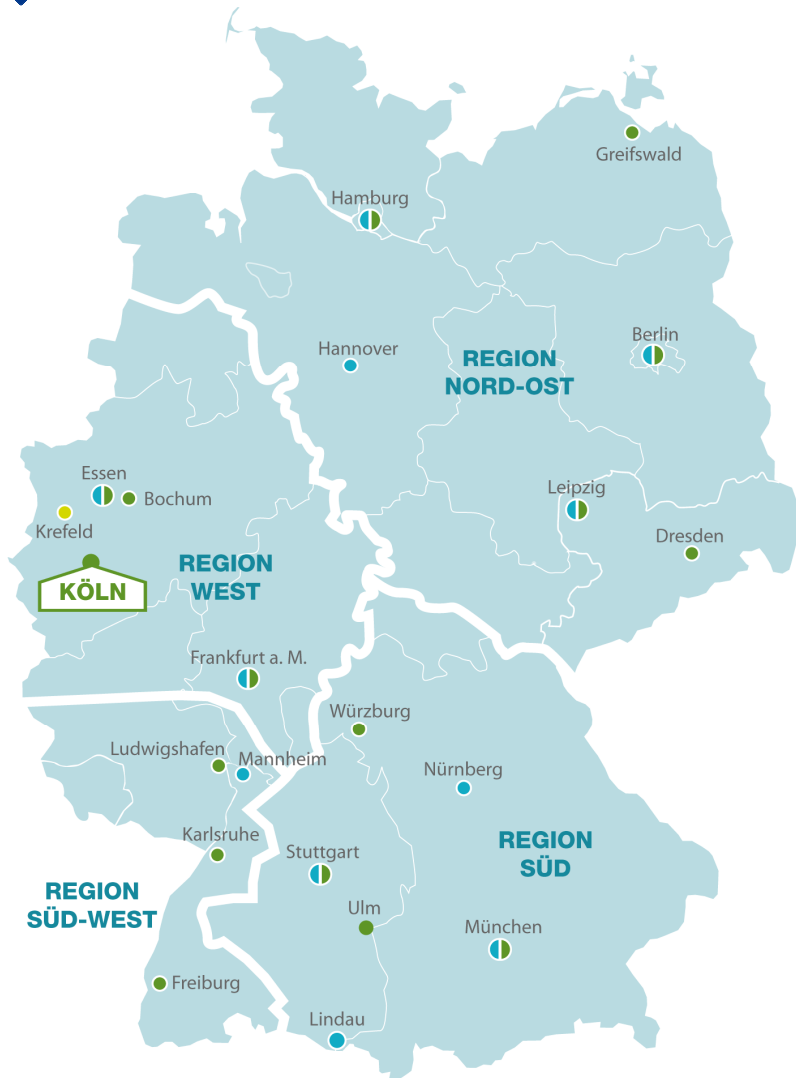 Greifswald
Hamburg
Berlin
Hannover
REGION
NORD-OST
Essen
Bochum
Leipzig
Krefeld
Dresden
REGION
WEST
KÖLN
Frankfurt a. M.
Würzburg
Ludwigshafen
Mannheim
Nürnberg
Karlsruhe
REGION
SÜD
Stuttgart
REGION
SÜD-WEST
Ulm
München
Freiburg
Lindau